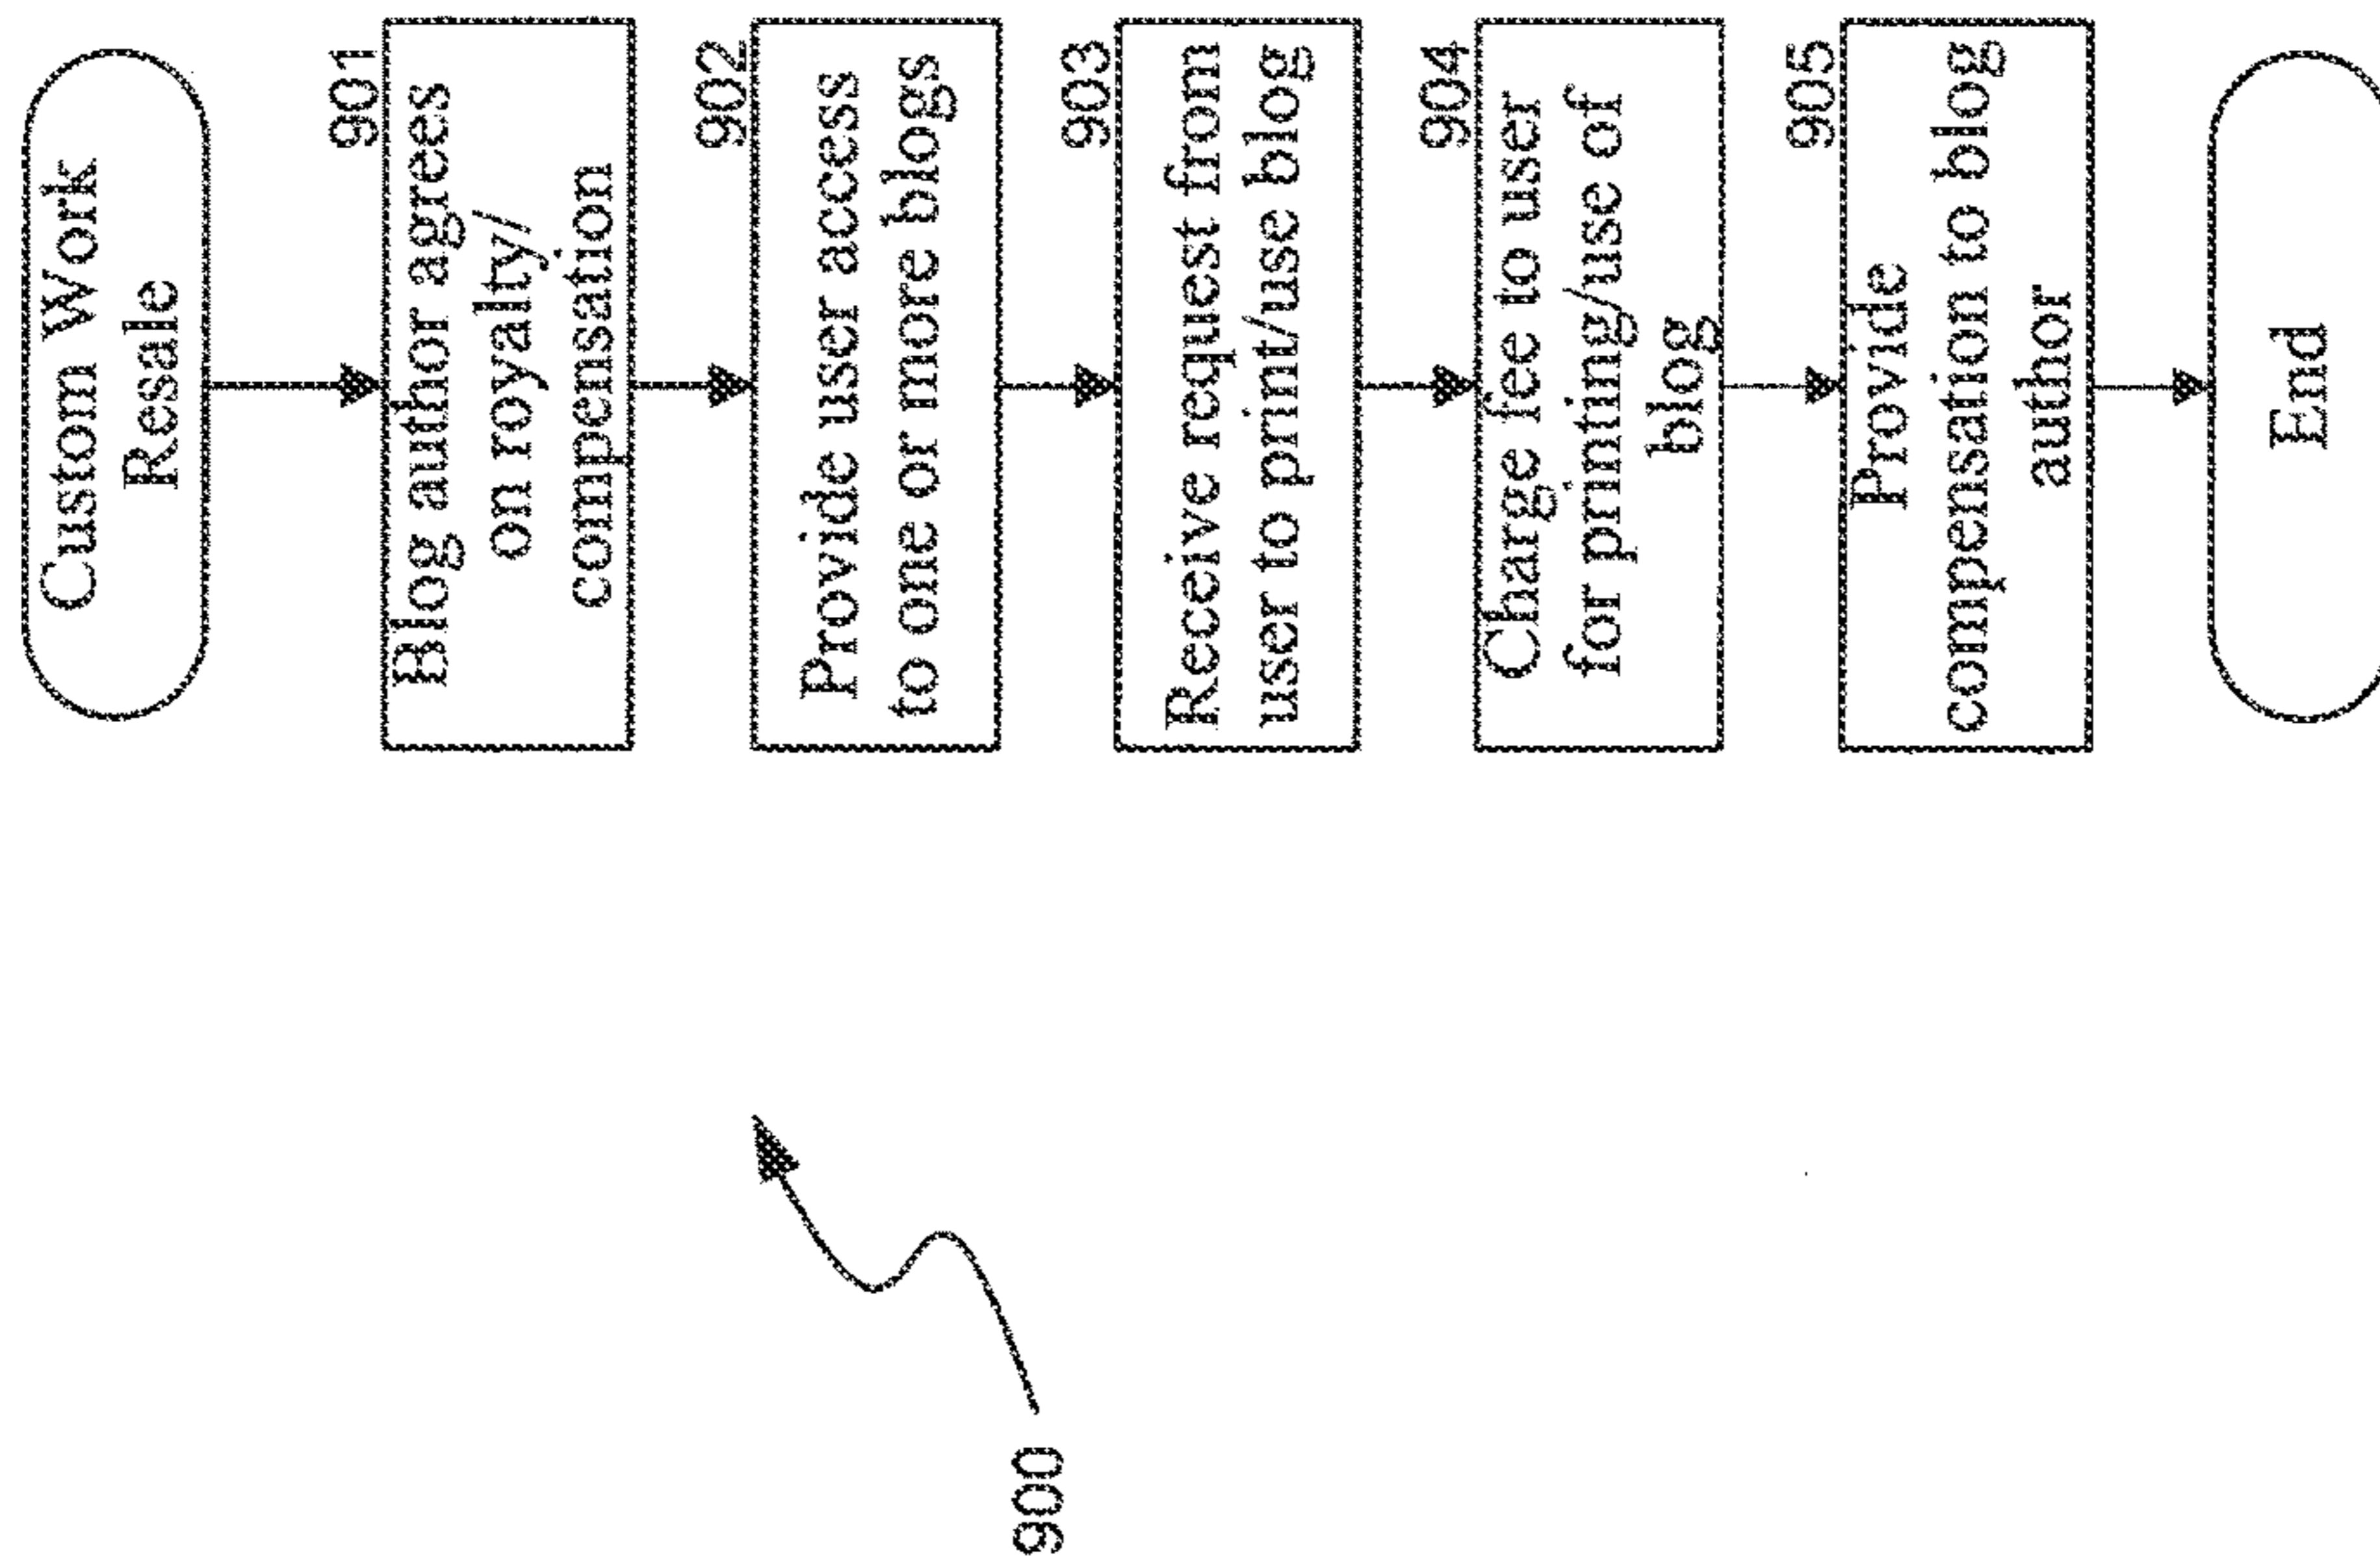 Custom Work
Resale
901
Blog author agrees
on royalty/
compensation
902
Provide user access
to one or more blogs
903
Receive request from
user to print/use blog
904
Charge fee to user
for printing/use of
blog
905
Provide
compensation to blog
author
End
900